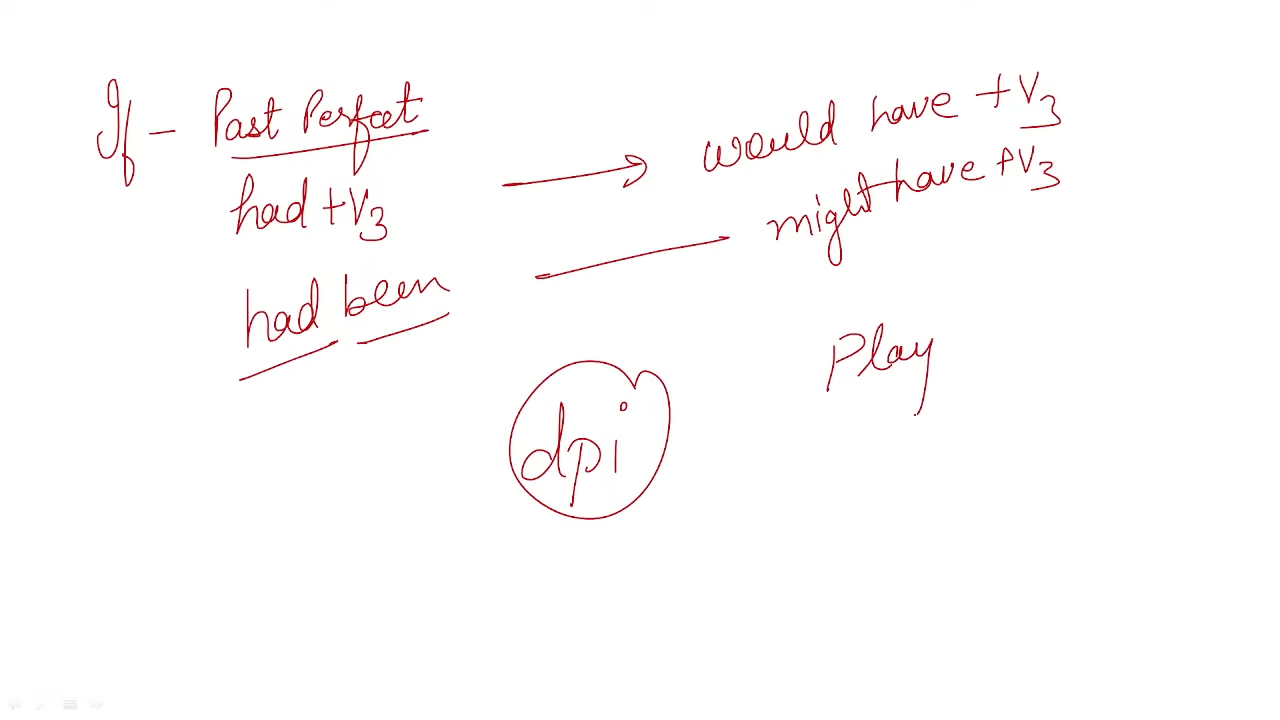 If – Past Perfect
had + V3
had been
would have + V3
might have + V3
Play
dpi